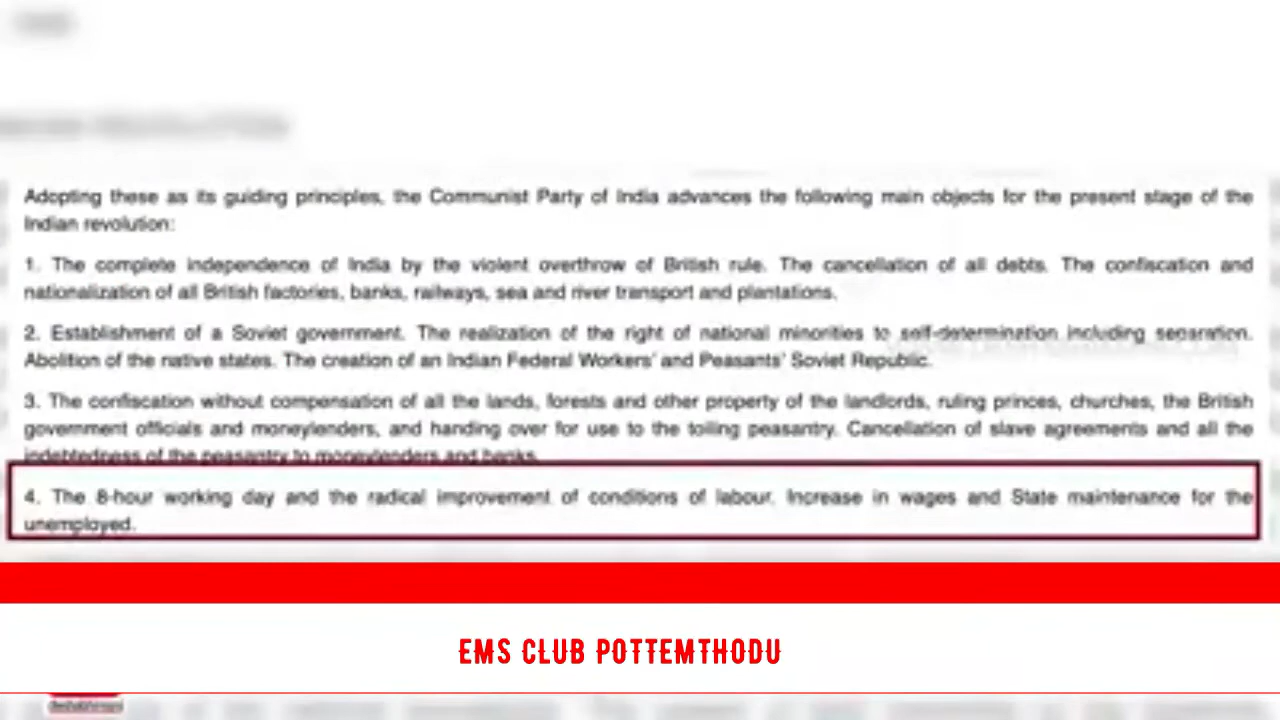 Adopting these as its guiding principles, the Communist Party of India advances the following main objects for the present stage of the
Indian revolution:
1. The complete independence of India by the violent overthrow of British rule. The cancellation of all debts. The confiscation and
nationalization of all British factories, banks, railways, sea and river transport and plantations.
2. Establishment of a Soviet government. The realization of the right of national minorities to self-determination including separation.
Abolition of the native states. The creation of an Indian Federal Workers' and Peasants' Soviet Republic.
3. The confiscation without compensation of all the lands, forests and other property of the landlords, ruling princes, churches, the British
government officials and moneylenders, and handing over for use to the toiling peasantry. Cancellation of slave agreements and all the
indebtedness of the peasantry to moneylenders and banks.
4. The 8-hour working day and the radical improvement of conditions of labour. Increase in wages and State maintenance for the
unemployed.
EMS CLUB POTTEMTHODU